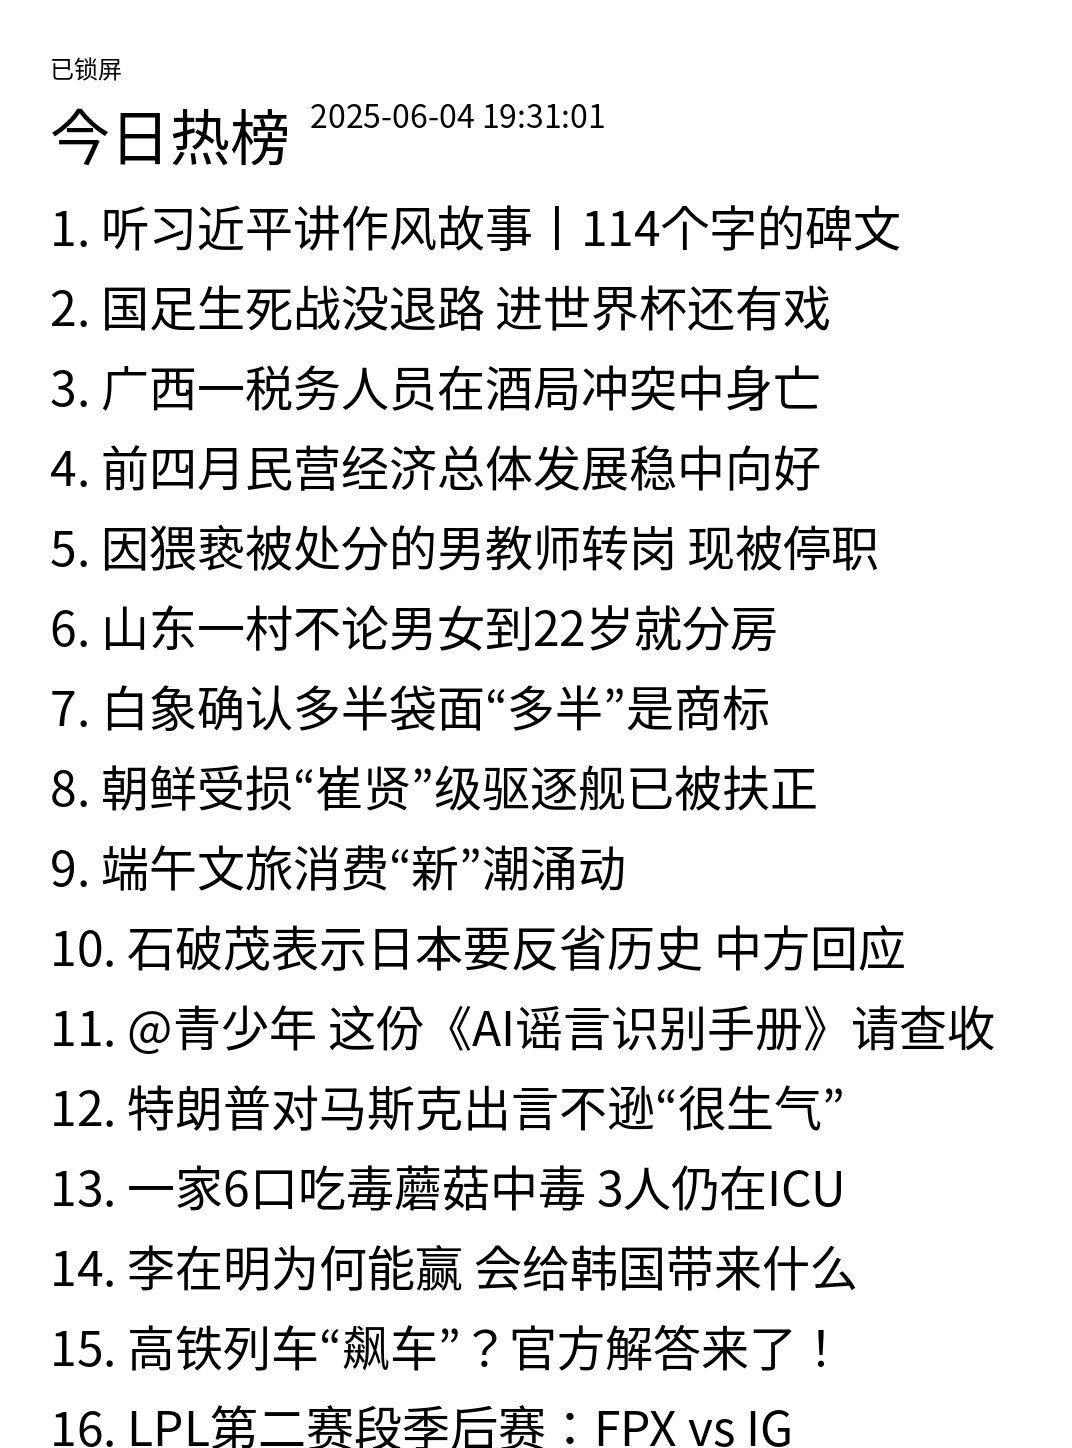 已锁屏
今日热榜 2025-06-04 19:31:01
1. 听习近平讲作风故事丨114个字的碑文
2. 国足生死战没退路 进世界杯还有戏
3. 广西一税务人员在酒局冲突中身亡
4. 前四月民营经济总体发展稳中向好
5. 因猥亵被处分的男教师转岗 现被停职
6. 山东一村不论男女到22岁就分房
7. 白象确认多半袋面“多半”是商标
8. 朝鲜受损“崔贤”级驱逐舰已被扶正
9. 端午文旅消费“新”潮涌动
10. 石破茂表示日本要反省历史 中方回应
11. @青少年 这份《AI谣言识别手册》请查收
12. 特朗普对马斯克出言不逊“很生气”
13. 一家6口吃毒蘑菇中毒 3人仍在ICU
14. 李在明为何能赢 会给韩国带来什么
15. 高铁列车“飙车”？官方解答来了！
16. LPL第二赛段季后赛：FPX vs IG